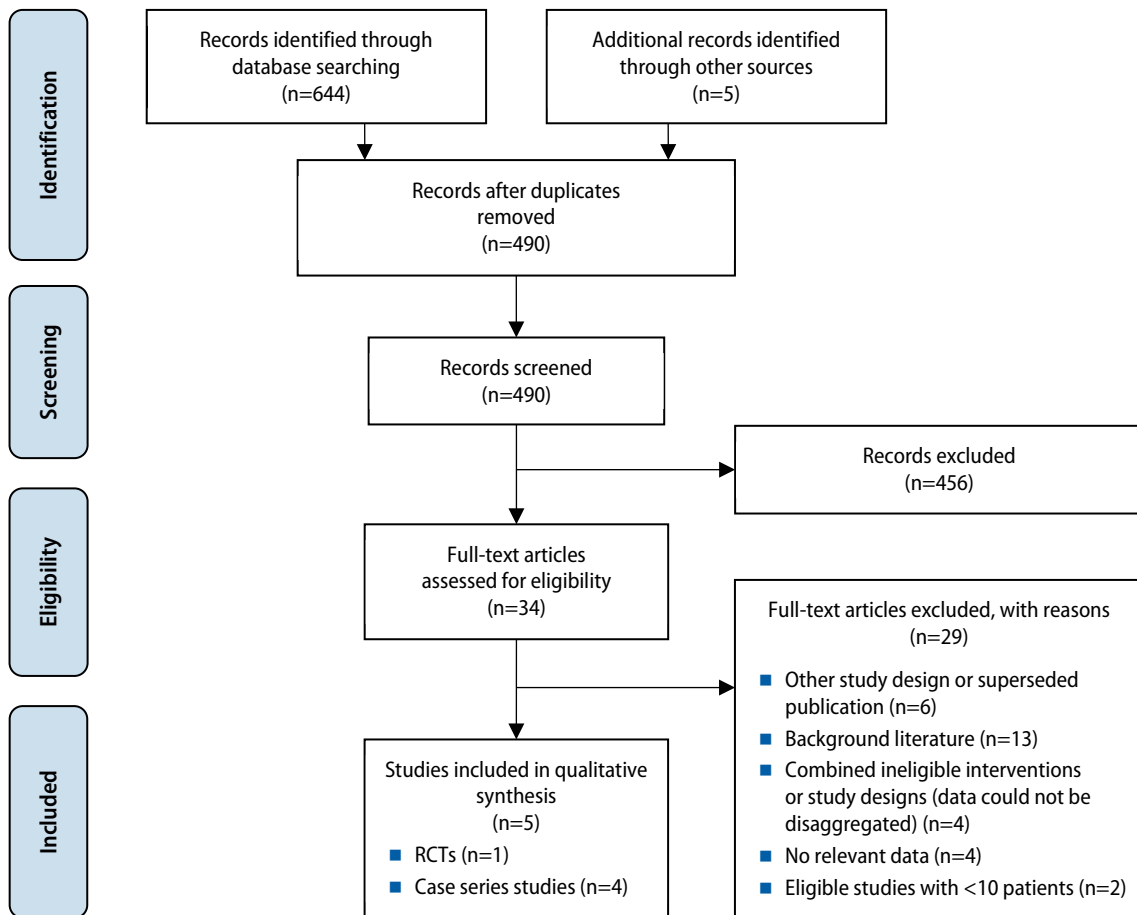 Identification
Records identified through
database searching
(n=644)
Additional records identified
through other sources
(n=5)
Records after duplicates
removed
(n=490)
Screening
Records screened
(n=490)
Records excluded
(n=456)
Eligibility
Full-text articles
assessed for eligibility
(n=34)
Full-text articles excluded, with reasons
(n=29)
Other study design or superseded
publication (n=6)
Background literature (n=13)
Combined ineligible interventions
or study designs (data could not be
disaggregated) (n=4)
No relevant data (n=4)
Eligible studies with <10 patients (n=2)
Included
Studies included in qualitative
synthesis
(n=5)
RCTs (n=1)
Case series studies (n=4)